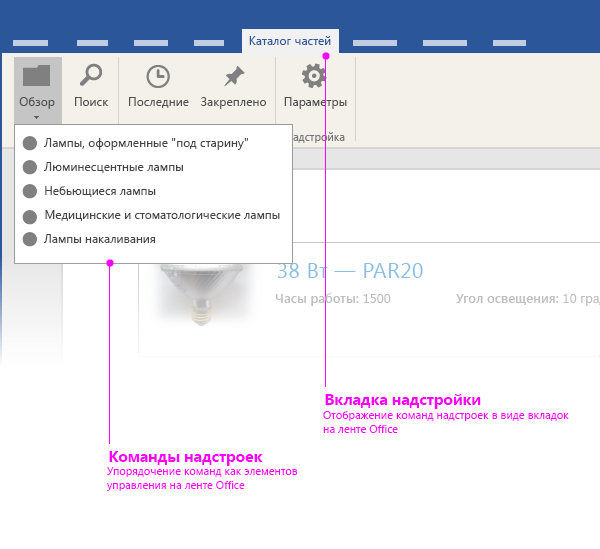 Каталог частей
Обзор
Поиск
Последние
Закреплено
Параметры
адстройка
Лампы, оформленные "под старину"
Люминесцентные лампы
Небьющиеся лампы
Медицинские и стоматологические лампы
Лампы накаливания
38 Вт — PAR20
Часы работы: 1500
Угол освещения: 10 град
Вкладка надстройки
Отображение команд надстроек в виде вкладок
на ленте Office
Команды надстроек
Упорядочение команд как элементов
управления на ленте Office